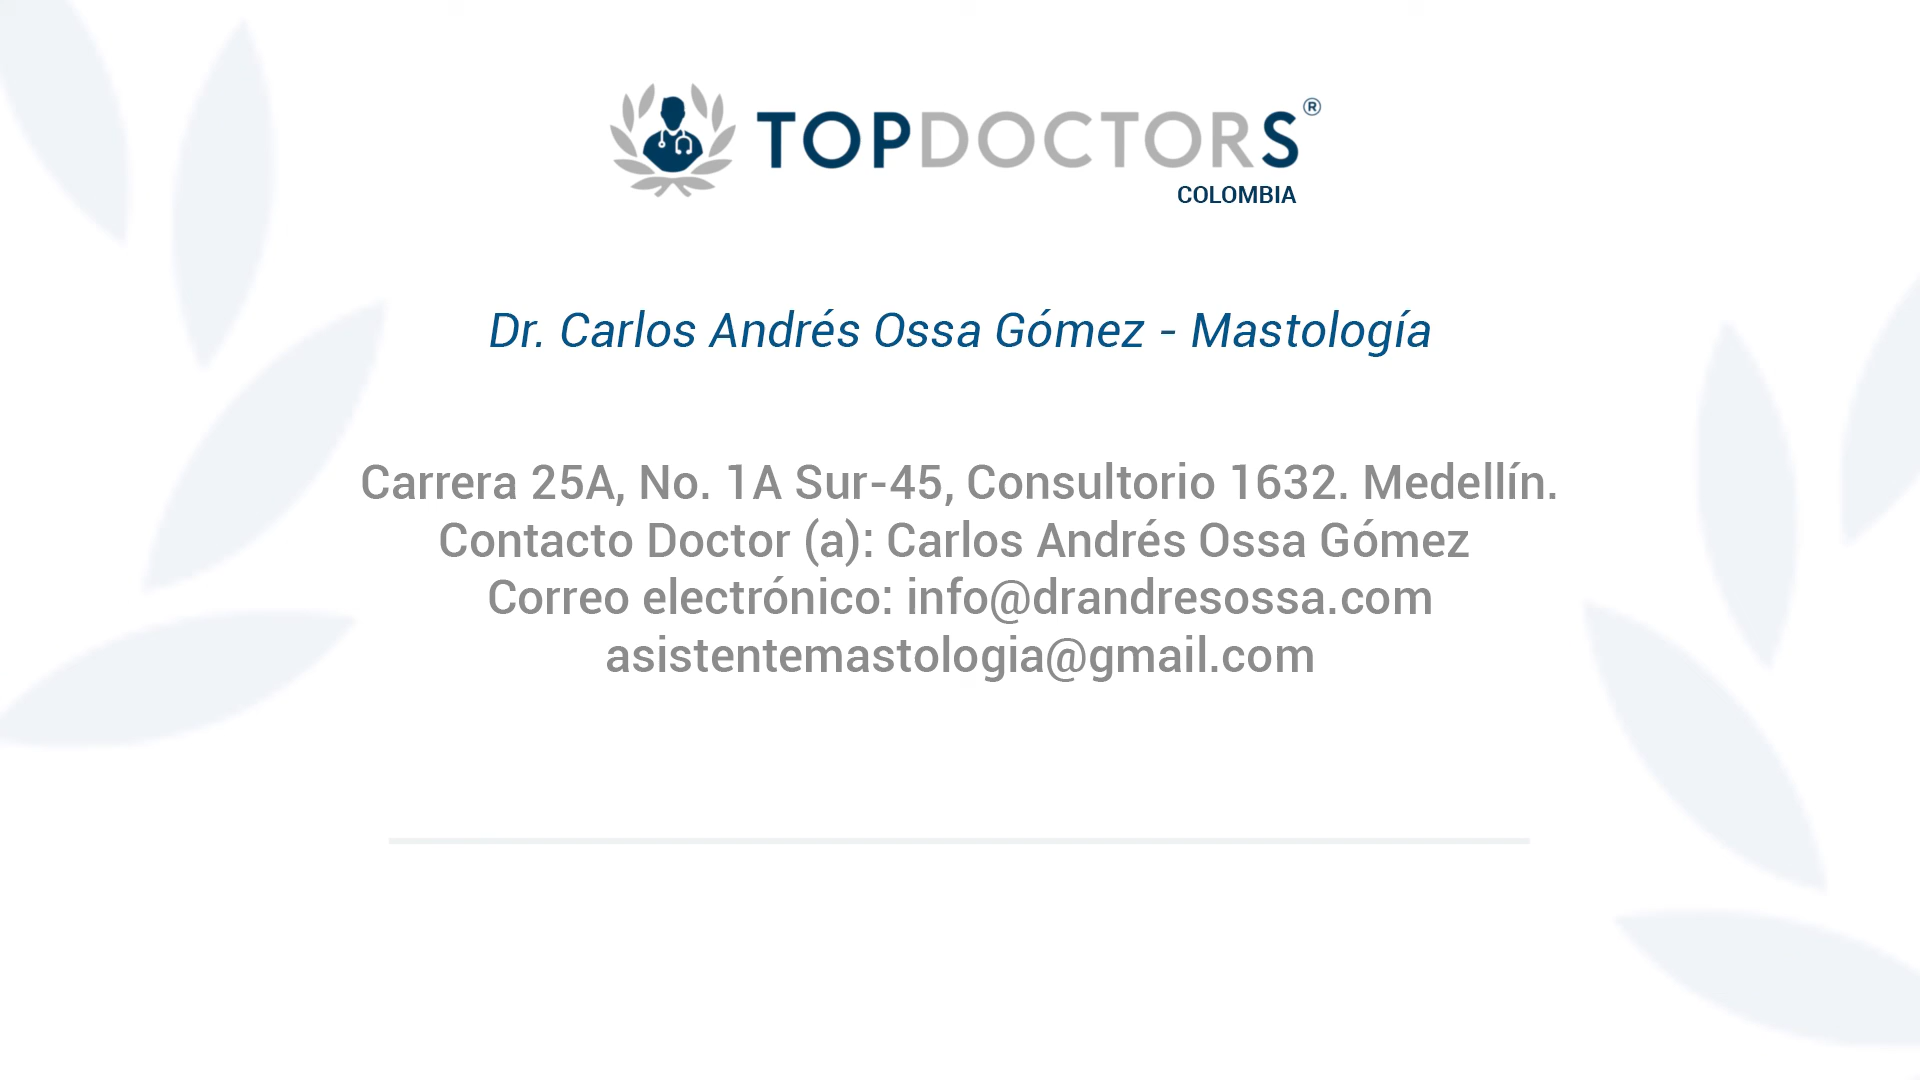 TOPDOCTORS®
COLOMBIA
Dr. Carlos Andrés Ossa Gómez - Mastología
Carrera 25A, No. 1A Sur-45, Consultorio 1632. Medellín.
Contacto Doctor (a): Carlos Andrés Ossa Gómez
Correo electrónico: info@drandresossa.com
asistentemastologia@gmail.com